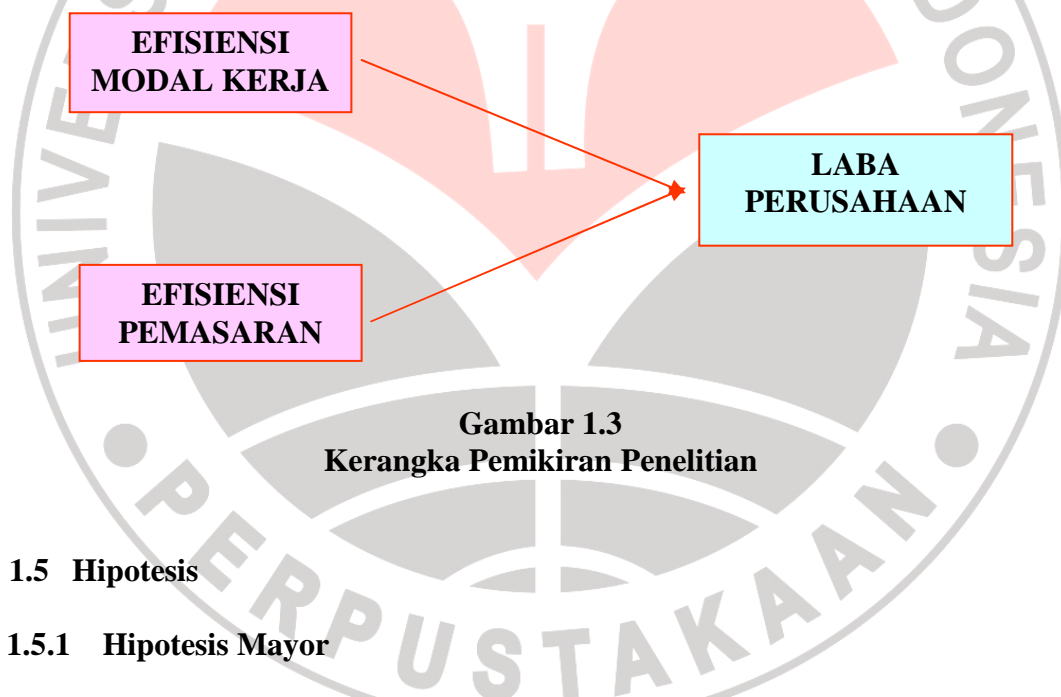 EFISIENSI
MODAL KERJA
LABA
PERUSAHAAN
EFISIENSI
PEMASARAN
Gambar 1.3
Kerangka Pemikiran Penelitian
1.5 Hipotesis
1.5.1 Hipotesis Mayor
PERPUSTAKAAN